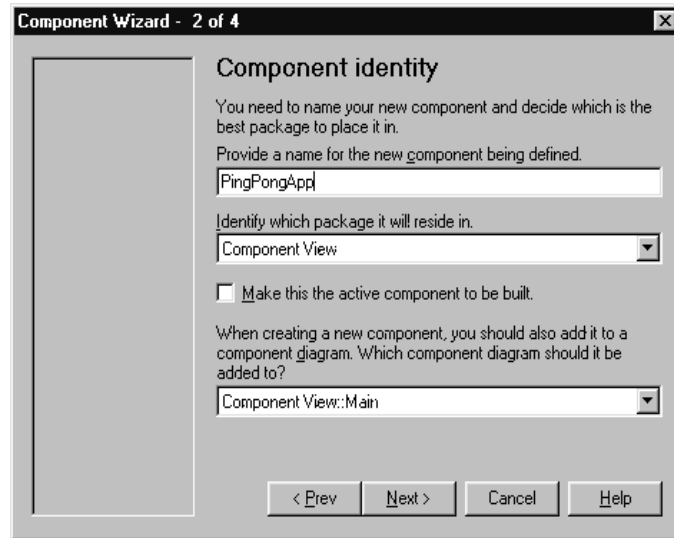 Component Wizard - 2 of 4
Component identity
You need to name your new component and decide which is the
best package to place it in.
Provide a name for the new component being defined.
PingPongApp
Identify which package it will reside in.
Component View
Make this the active component to be built.
When creating a new component, you should also add it to a
component diagram. Which component diagram should it be
added to?
Component View::Main
< Prev Next > Cancel Help